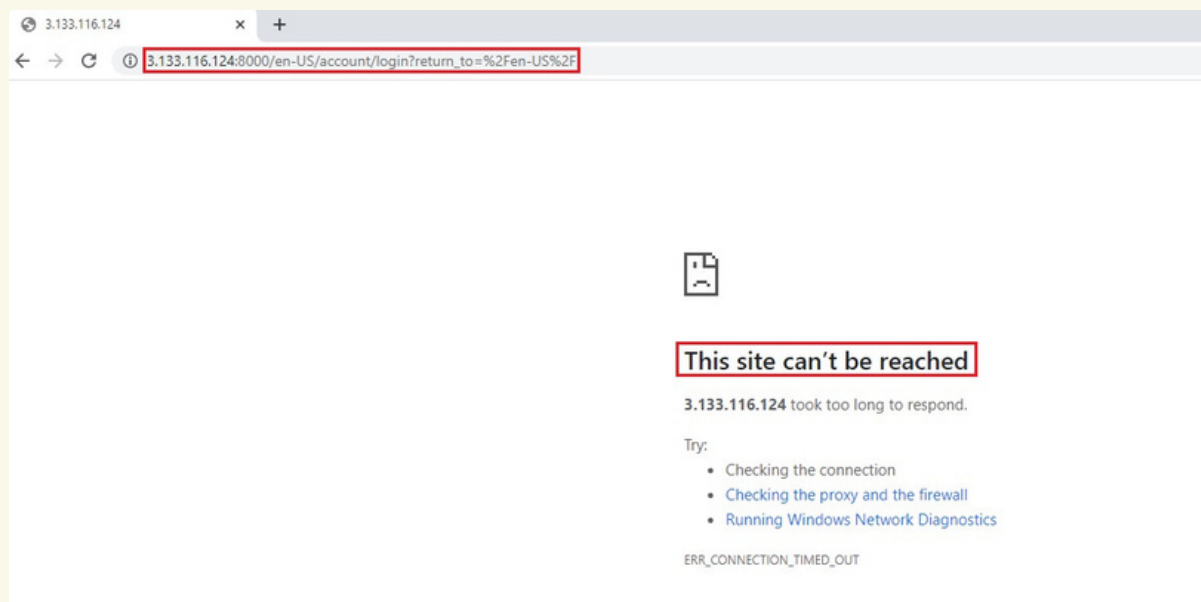 3.133.116.124
3.133.116.124:8000/en-US/account/login?return_to=%2Fen-US%2F
This site can't be reached
3.133.116.124 took too long to respond.
Try:
• Checking the connection
• Checking the proxy and the firewall
• Running Windows Network Diagnostics
ERR_CONNECTION_TIMED_OUT